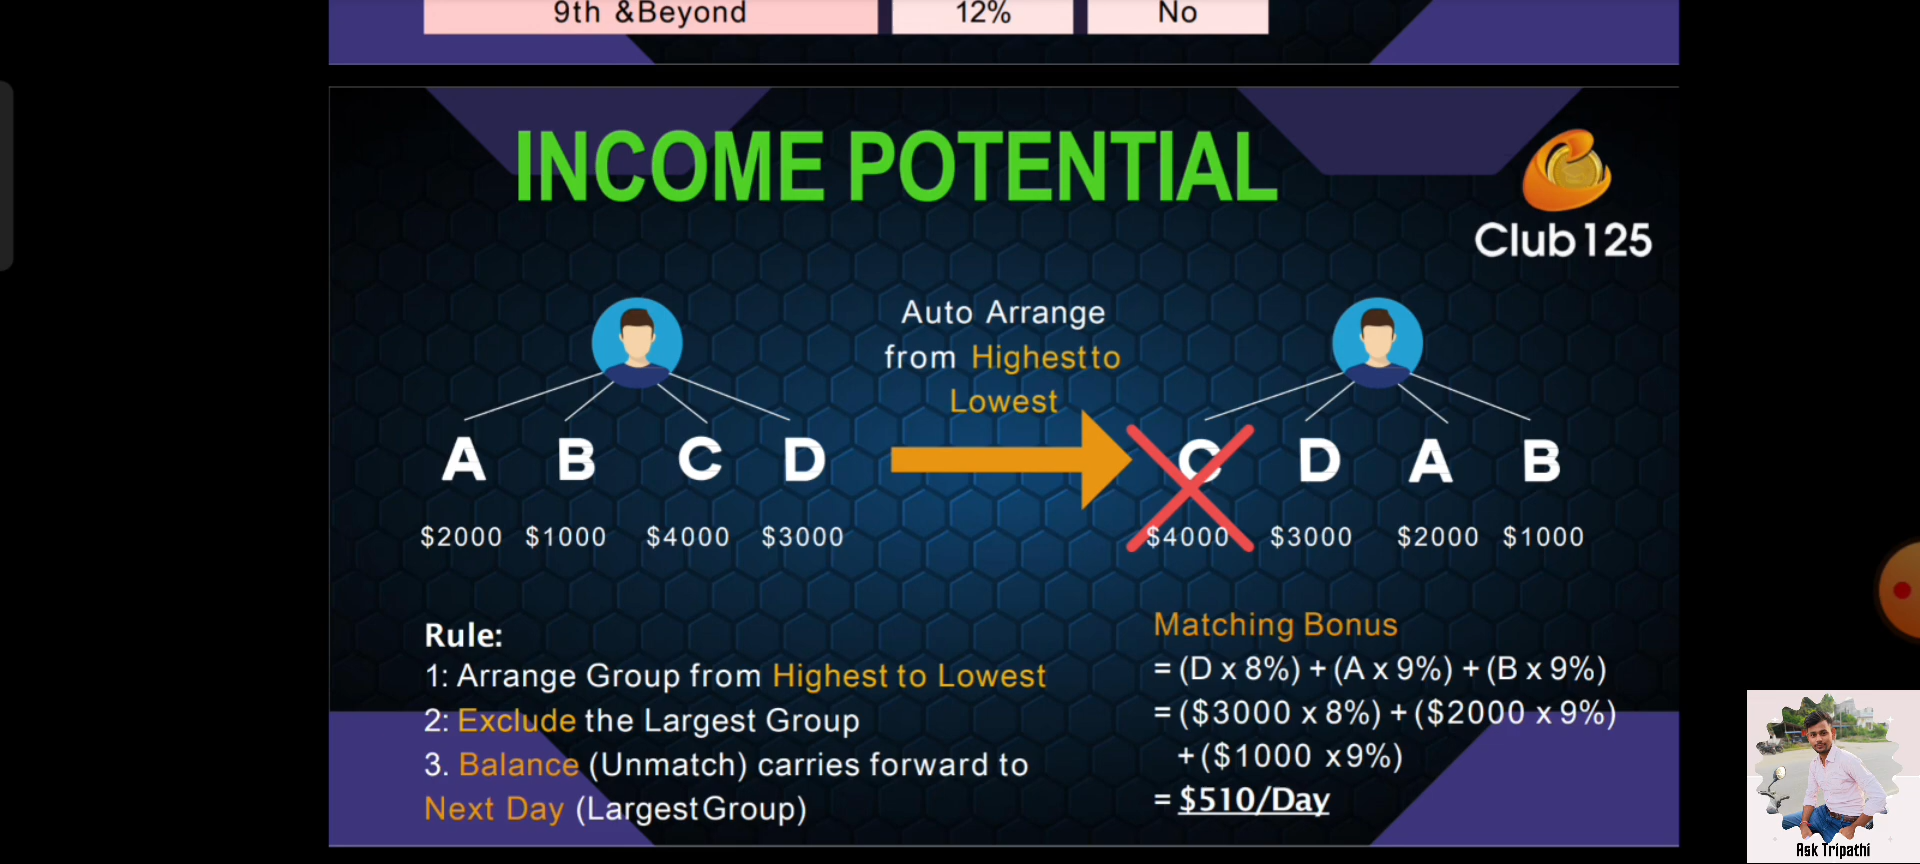 9th &Beyond 12% No
INCOME POTENTIAL
Club125
Auto Arrange
from Highestto
Lowest
A B C D
$2000 $1000 $4000 $3000
C D A B
$4000 $3000 $2000 $1000
Rule:
1: Arrange Group from Highest to Lowest
2: Exclude the Largest Group
3. Balance (Unmatch) carries forward to
Next Day (LargestGroup)
Matching Bonus
= (D x 8%) + (A x 9%) + (B x 9%)
= ($3000 x 8%) + ($2000 x 9%)
+ ($1000 x9%)
= $510/Day
Ask Tripathi